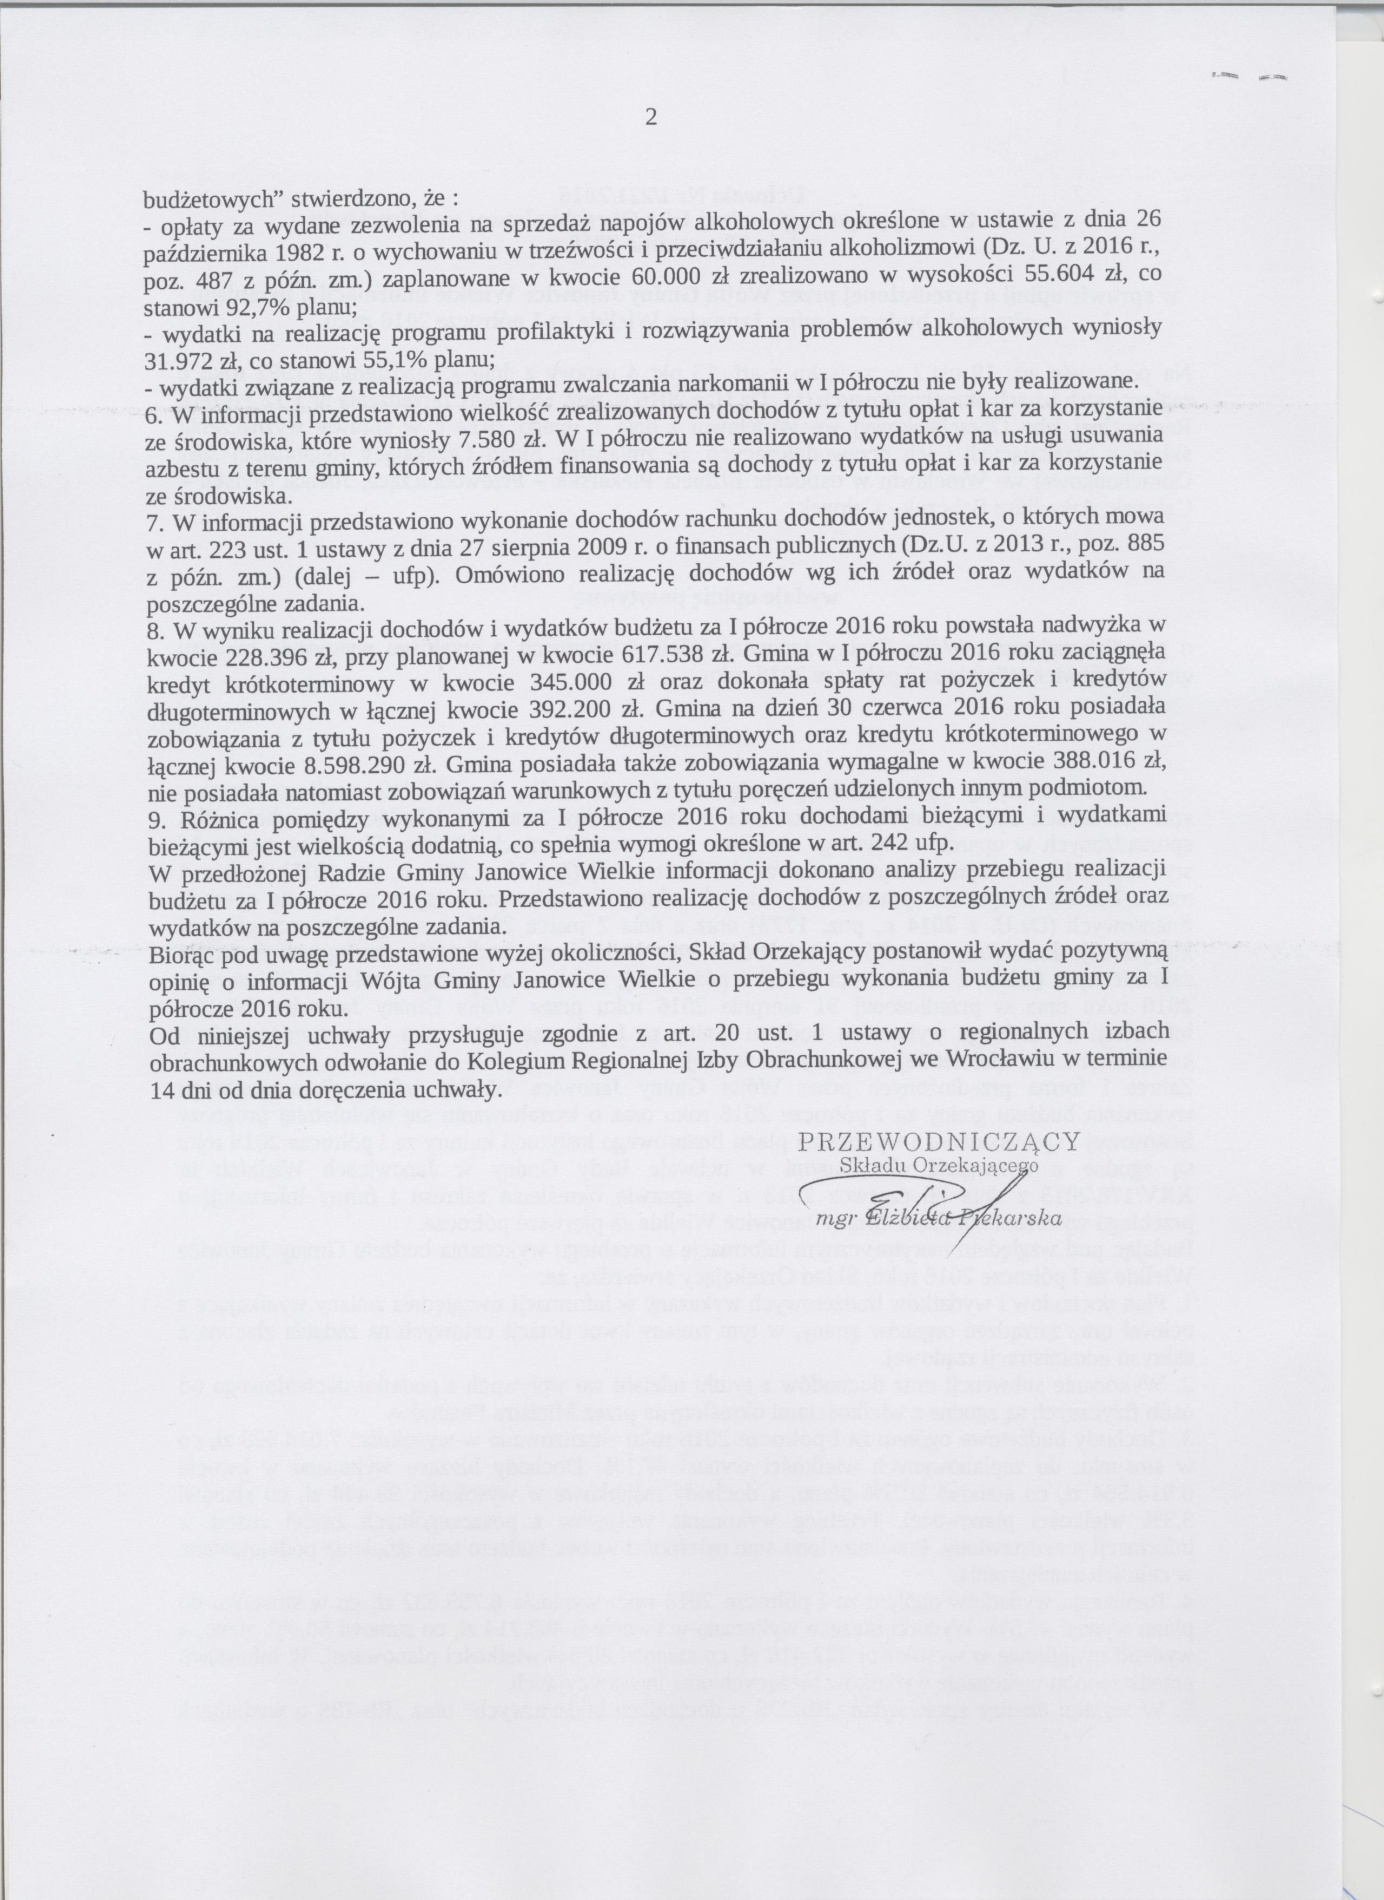 2
budżetowych” stwierdzono, że :
- opłaty za wydane zezwolenia na sprzedaż napojów alkoholowych określone w ustawie z dnia 26
października 1982 r. o wychowaniu w trzeźwości i przeciwdziałaniu alkoholizmowi (Dz. U. z 2016 r.,
poz. 487 z późn. zm.) zaplanowane w kwocie 60.000 zł zrealizowano w wysokości 55.604 zł, co
stanowi 92,7% planu;
- wydatki na realizację programu profilaktyki i rozwiązywania problemów alkoholowych wyniosły
31.972 zł, co stanowi 55,1% planu;
- wydatki związane z realizacją programu zwalczania narkomanii w I półroczu nie były realizowane.
6. W informacji przedstawiono wielkość zrealizowanych dochodów z tytułu opłat i kar za korzystanie
ze środowiska, które wyniosły 7.580 zł. W I półroczu nie realizowano wydatków na usługi usuwania
azbestu z terenu gminy, których źródłem finansowania są dochody z tytułu opłat i kar za korzystanie
ze środowiska.
7. W informacji przedstawiono wykonanie dochodów rachunku dochodów jednostek, o których mowa
w art. 223 ust. 1 ustawy z dnia 27 sierpnia 2009 r. o finansach publicznych (Dz.U. z 2013 r., poz. 885
z późn. zm.) (dalej – ufp). Omówiono realizację dochodów wg ich źródeł oraz wydatków na
poszczególne zadania.
8. W wyniku realizacji dochodów i wydatków budżetu za I półrocze 2016 roku powstała nadwyżka w
kwocie 228.396 zł, przy planowanej w kwocie 617.538 zł. Gmina w I półroczu 2016 roku zaciągnęła
kredyt krótkoterminowy w kwocie 345.000 zł oraz dokonała spłaty rat pożyczek i kredytów
długoterminowych w łącznej kwocie 392.200 zł. Gmina na dzień 30 czerwca 2016 roku posiadała
zobowiązania z tytułu pożyczek i kredytów długoterminowych oraz kredytu krótkoterminowego w
łącznej kwocie 8.598.290 zł. Gmina posiadała także zobowiązania wymagalne w kwocie 388.016 zł,
nie posiadała natomiast zobowiązań warunkowych z tytułu poręczeń udzielonych innym podmiotom.
9. Różnica pomiędzy wykonanymi za I półrocze 2016 roku dochodami bieżącymi i wydatkami
bieżącymi jest wielkością dodatnią, co spełnia wymogi określone w art. 242 ufp.
W przedłożonej Radzie Gminy Janowice Wielkie informacji dokonano analizy przebiegu realizacji
budżetu za I półrocze 2016 roku. Przedstawiono realizację dochodów z poszczególnych źródeł oraz
wydatków na poszczególne zadania.
Biorąc pod uwagę przedstawione wyżej okoliczności, Skład Orzekający postanowił wydać pozytywną
opinię o informacji Wójta Gminy Janowice Wielkie o przebiegu wykonania budżetu gminy za I
półrocze 2016 roku.
Od niniejszej uchwały przysługuje zgodnie z art. 20 ust. 1 ustawy o regionalnych izbach
obrachunkowych odwołanie do Kolegium Regionalnej Izby Obrachunkowej we Wrocławiu w terminie
14 dni od dnia doręczenia uchwały.
PRZEWODNICZĄCY
Składu Orzekającego
mgr Elżbieta Piekarska